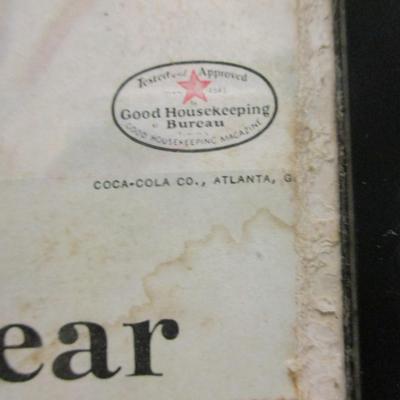 Tested and Approved
Good Housekeeping
Bureau
GOOD HOUSEKEEPING MAGAZINE
COCA-COLA CO., ATLANTA, G
ear